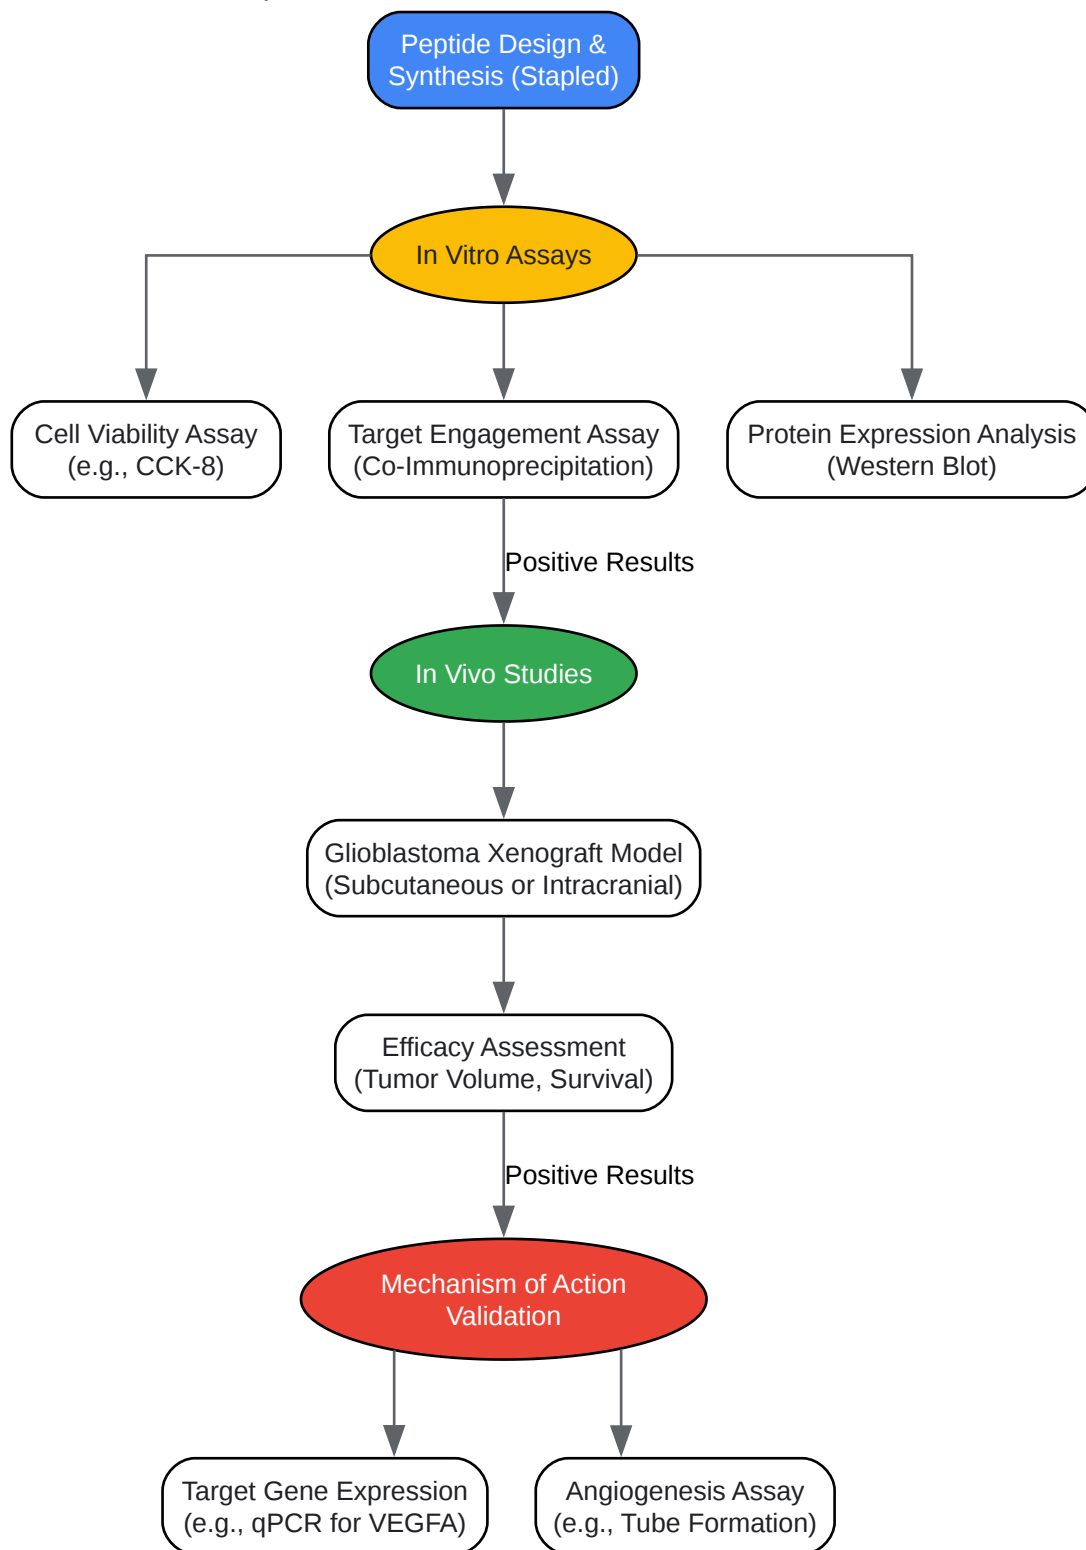 Peptide Design &
Synthesis (Stapled)
In Vitro Assays
Cell Viability Assay
(e.g., CCK-8)
Target Engagement Assay
(Co-Immunoprecipitation)
Protein Expression Analysis
(Western Blot)
Positive Results
In Vivo Studies
Glioblastoma Xenograft Model
(Subcutaneous or Intracranial)
Efficacy Assessment
(Tumor Volume, Survival)
Positive Results
Mechanism of Action
Validation
Target Gene Expression
(e.g., qPCR for VEGFA)
Angiogenesis Assay
(e.g., Tube Formation)